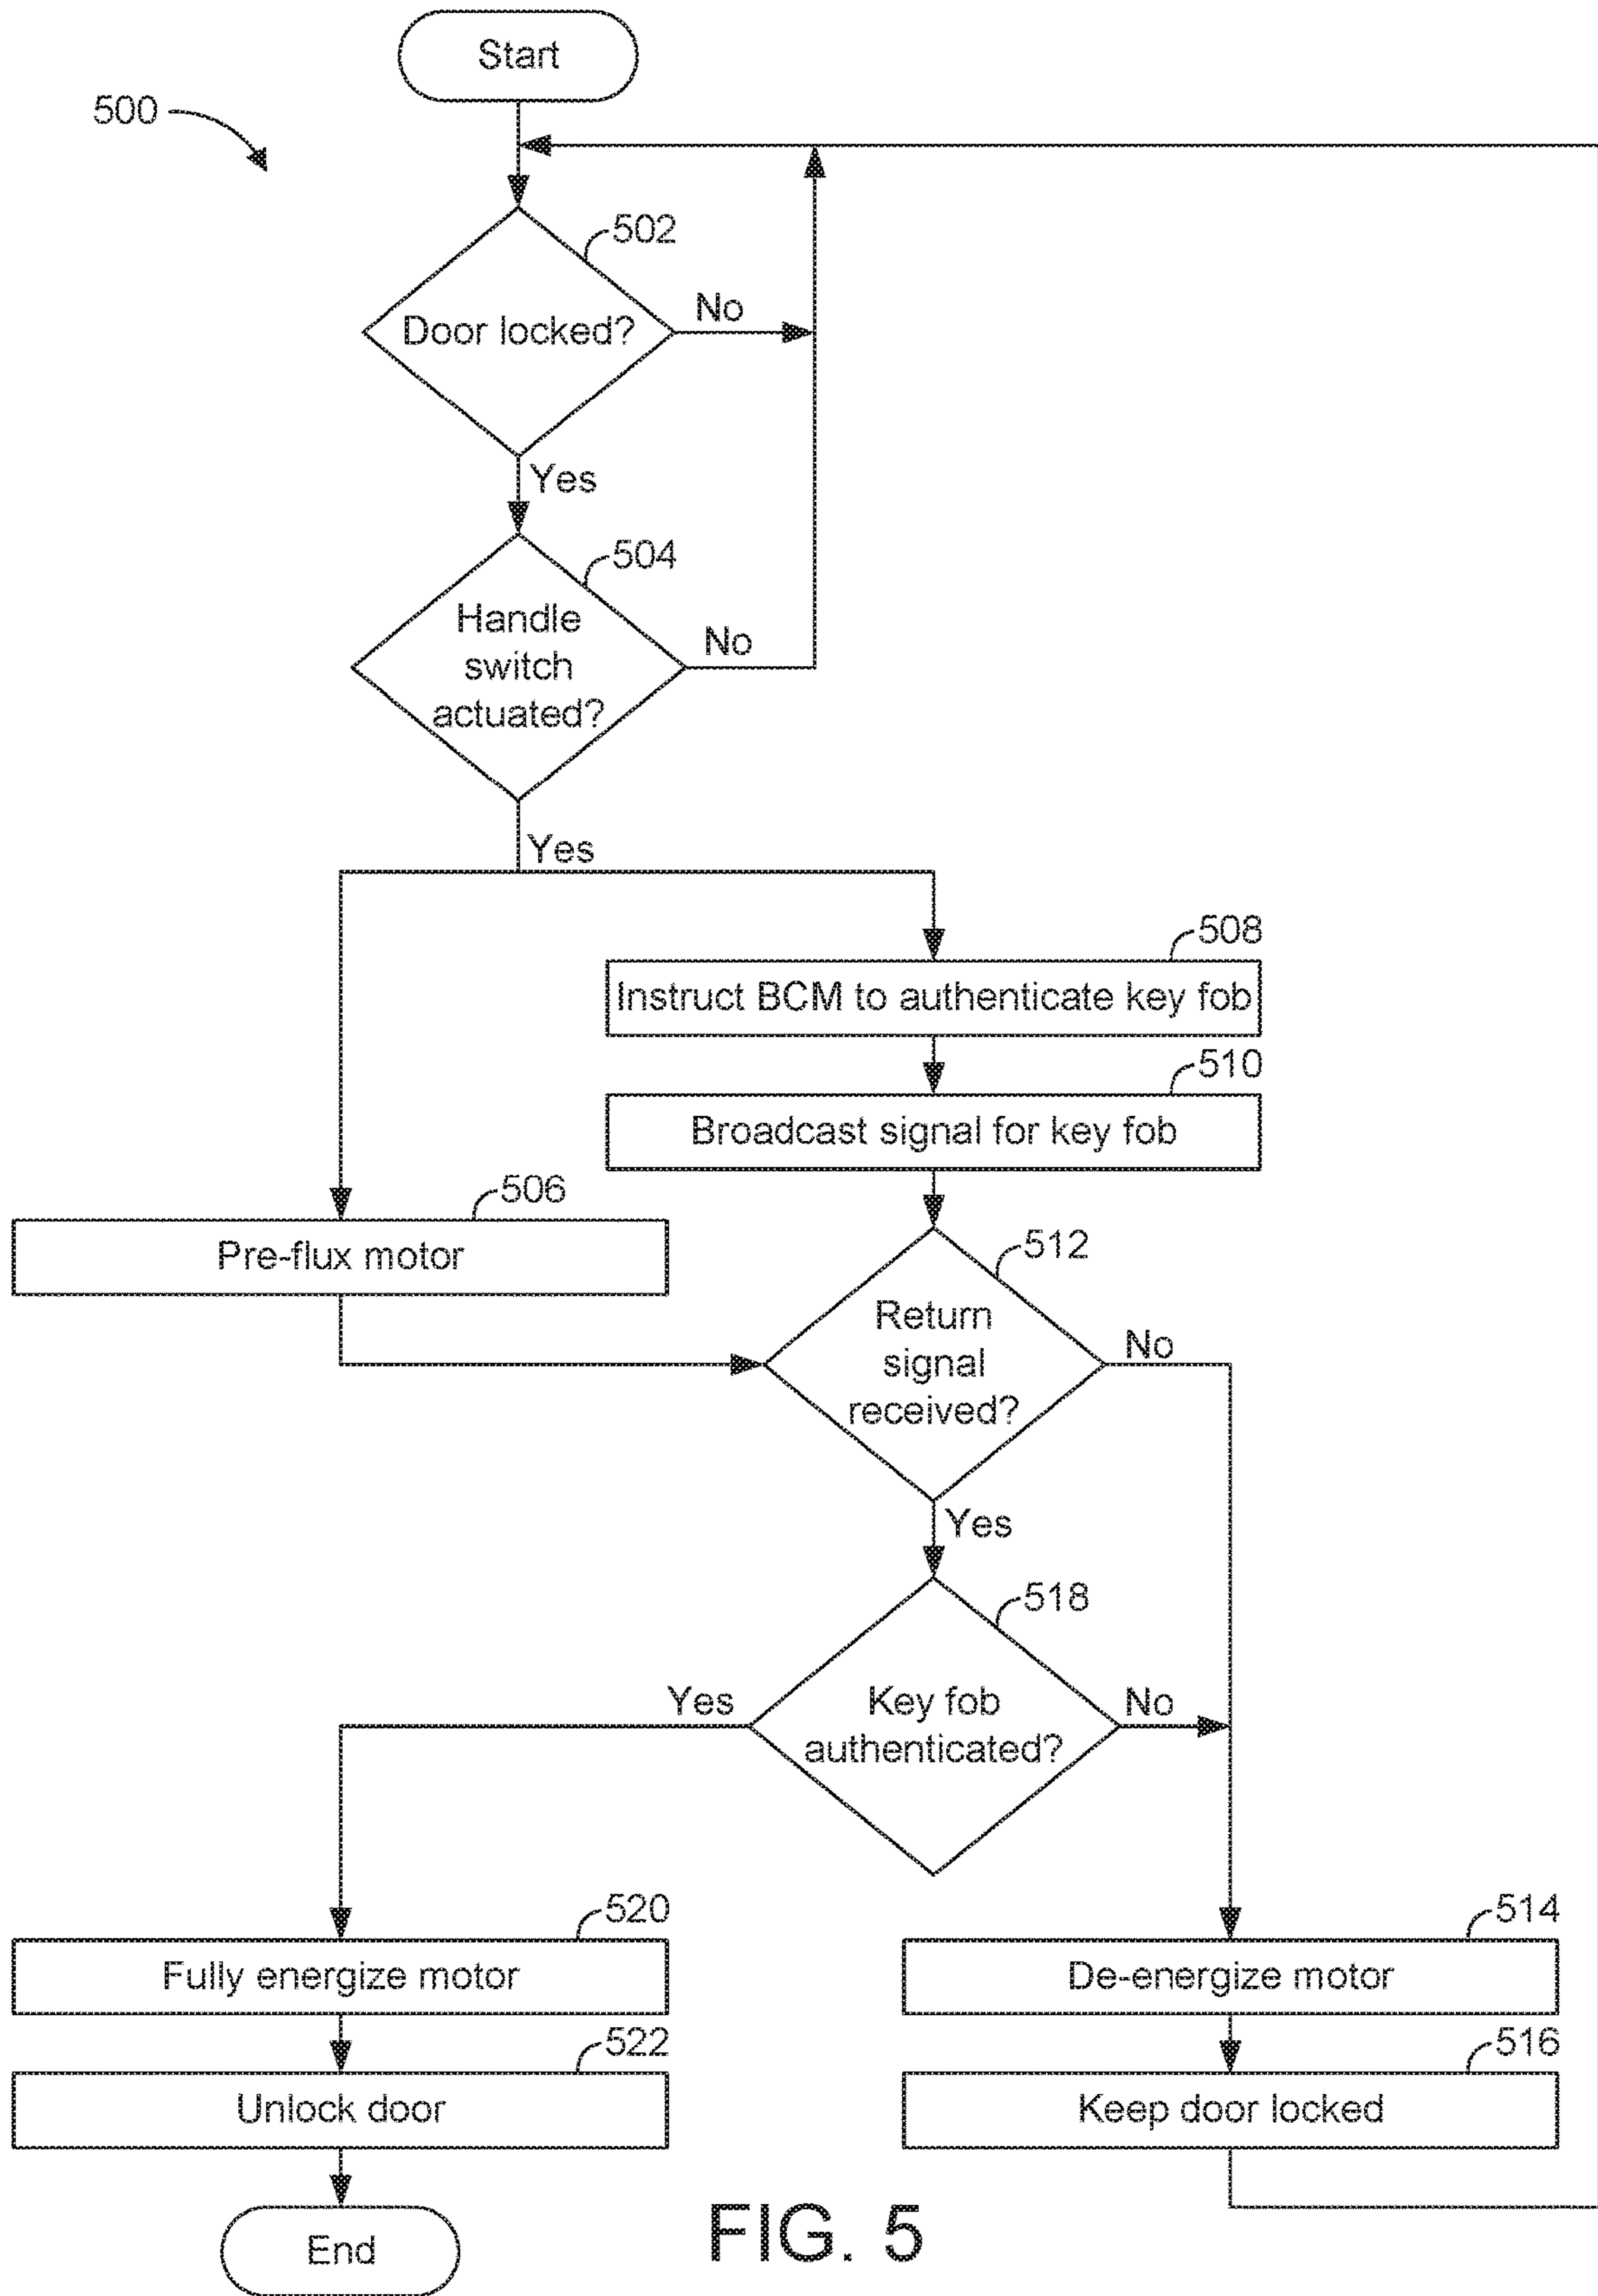 Start
500
502
Door locked?
No
Yes
504
Handle
switch
actuated?
No
Yes
508
Instruct BCM to authenticate key fob
510
Broadcast signal for key fob
506
Pre-flux motor
512
Return
signal
received?
No
Yes
518
Key fob
authenticated?
Yes
No
520
Fully energize motor
514
De-energize motor
522
Unlock door
516
Keep door locked
End
FIG. 5